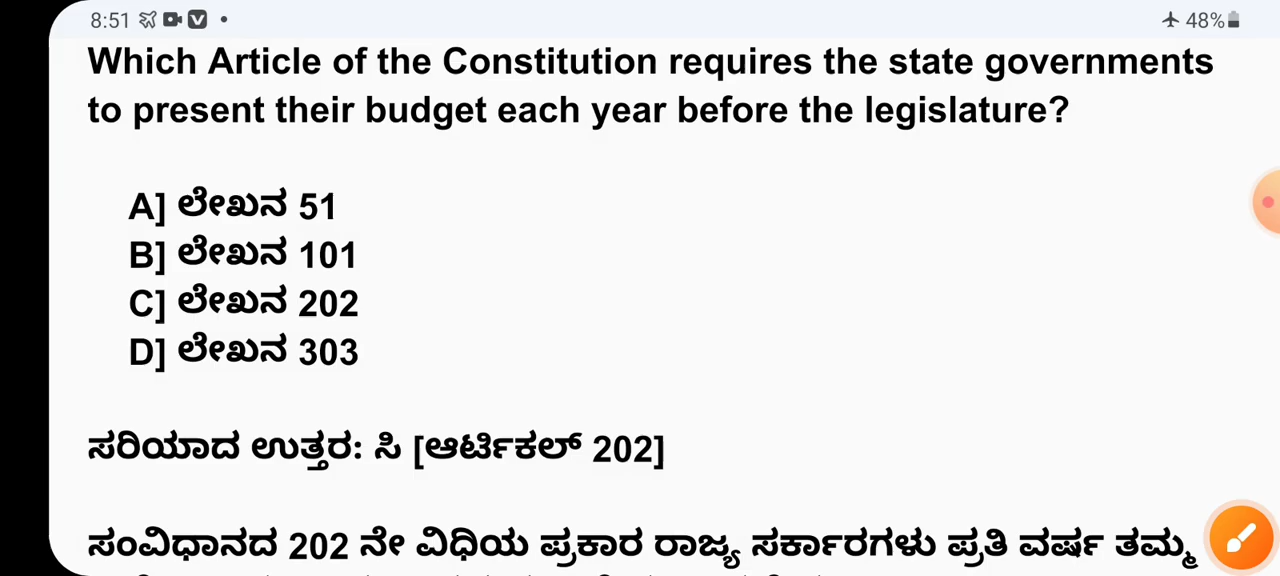 8:51
48%
Which Article of the Constitution requires the state governments
to present their budget each year before the legislature?
A] ಲೇಖನ 51
B] ಲೇಖನ 101
C] ಲೇಖನ 202
D] ಲೇಖನ 303
ಸರಿಯಾದ ಉತ್ತರ: ಸಿ [ಆರ್ಟಿಕಲ್ 202]
ಸಂವಿಧಾನದ 202 ನೇ ವಿಧಿಯ ಪ್ರಕಾರ ರಾಜ್ಯ ಸರ್ಕಾರಗಳು ಪ್ರತಿ ವರ್ಷ ತಮ್ಮ